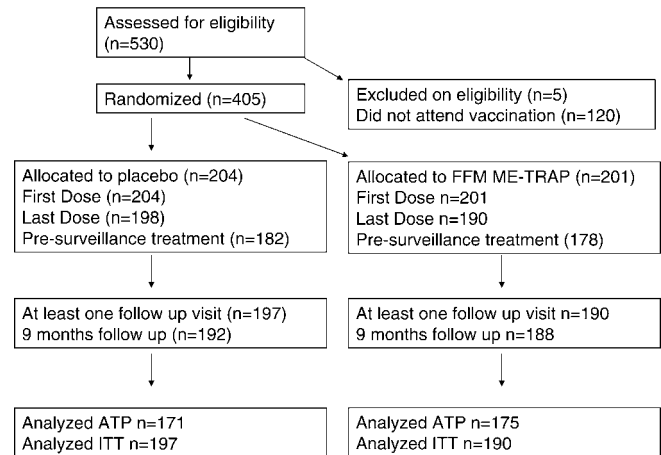 Assessed for eligibility
(n=530)
Randomized (n=405)
Excluded on eligibility (n=5)
Did not attend vaccination (n=120)
Allocated to placebo (n=204)
First Dose (n=204)
Last Dose (n=198)
Pre-surveillance treatment (n=182)
Allocated to FFM ME-TRAP (n=201)
First Dose n=201
Last Dose n=190
Pre-surveillance treatment (178)
At least one follow up visit (n=197)
9 months follow up (n=192)
At least one follow up visit n=190
9 months follow up n=188
Analyzed ATP n=171
Analyzed ITT n=197
Analyzed ATP n=175
Analyzed ITT n=190